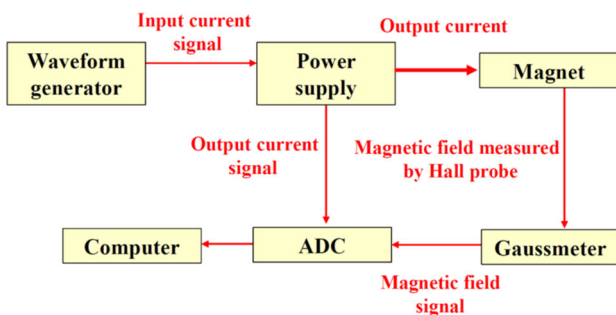 Input current
signal
Output current
Waveform
generator
Power
supply
Magnet
Output current
signal
Magnetic field measured
by Hall probe
Computer
ADC
Gaussmeter
Magnetic field
signal